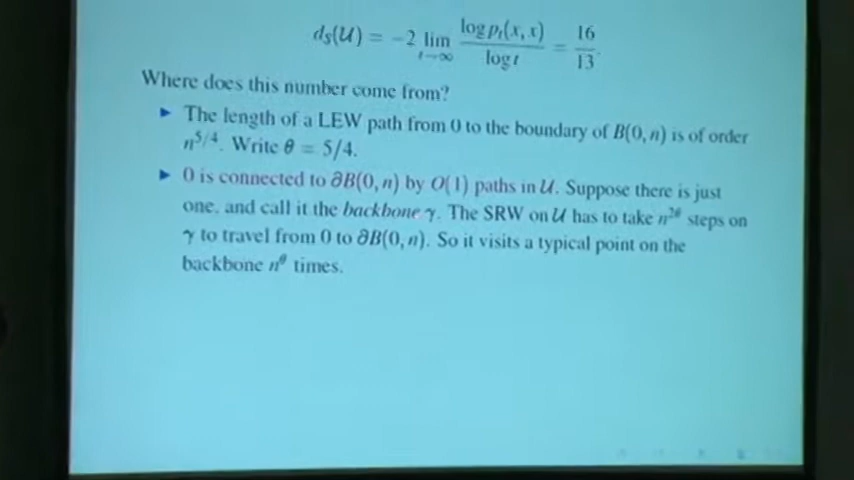 d_S(𝒰) = −2 lim_{t→∞} log p_t(x, x) / log t = 16/13.
Where does this number come from?
► The length of a LEW path from 0 to the boundary of B(0, n) is of order
n^{5/4}. Write θ = 5/4.
► 0 is connected to ∂B(0, n) by O(1) paths in 𝒰. Suppose there is just
one, and call it the backbone γ. The SRW on 𝒰 has to take n^{2θ} steps on
γ to travel from 0 to ∂B(0, n). So it visits a typical point on the
backbone n^θ times.